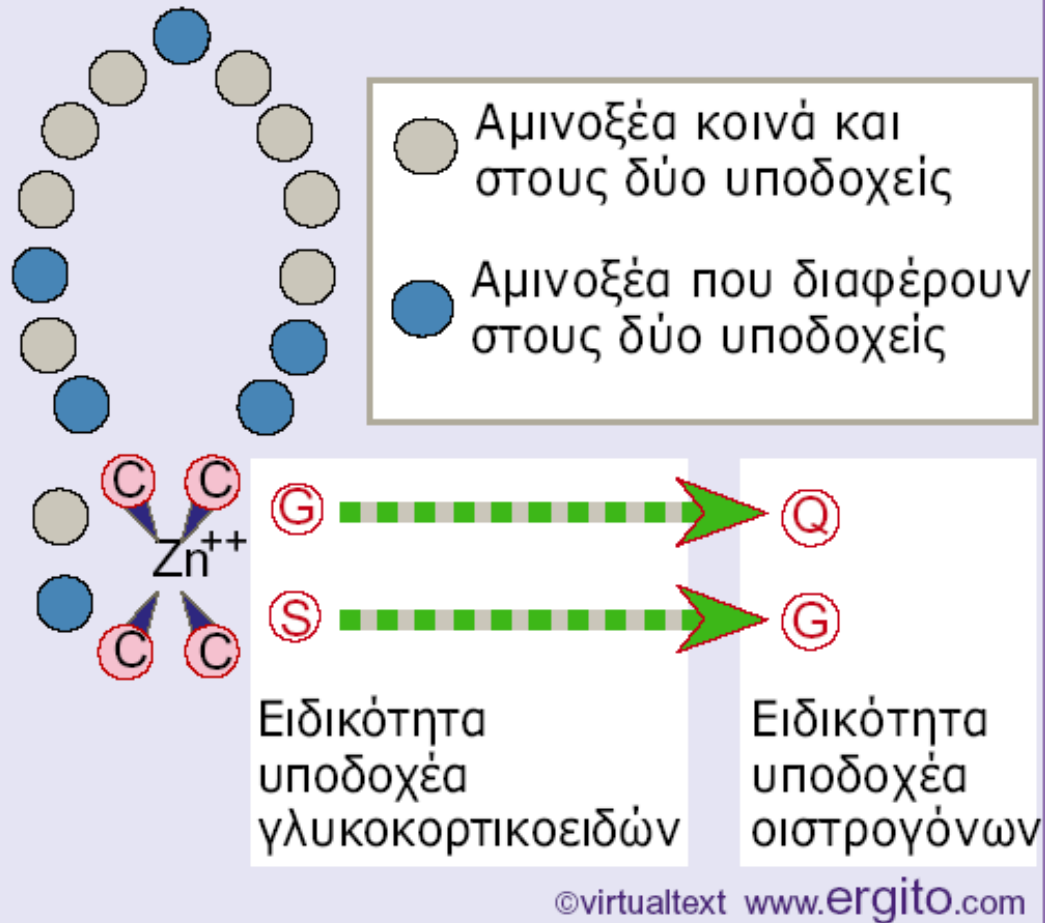 Αμινοξέα κοινά και
στους δύο υποδοχείς
Αμινοξέα που διαφέρουν
στους δύο υποδοχείς
C C
G
Q
Zn++
S
G
C C
Ειδικότητα
υποδοχέα
γλυκοκορτικοειδών
Ειδικότητα
υποδοχέα
οιστρογόνων
©virtualtext www.ergito.com